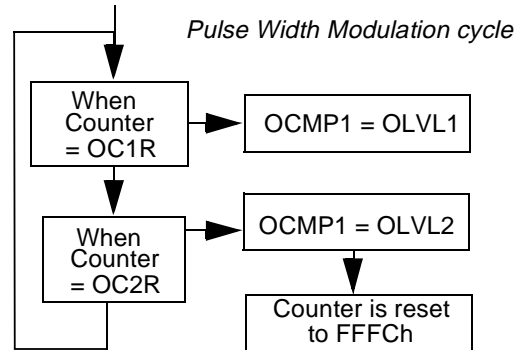 Pulse Width Modulation cycle
When
Counter
= OC1R
OCMP1 = OLVL1
When
Counter
= OC2R
OCMP1 = OLVL2
Counter is reset
to FFFCh